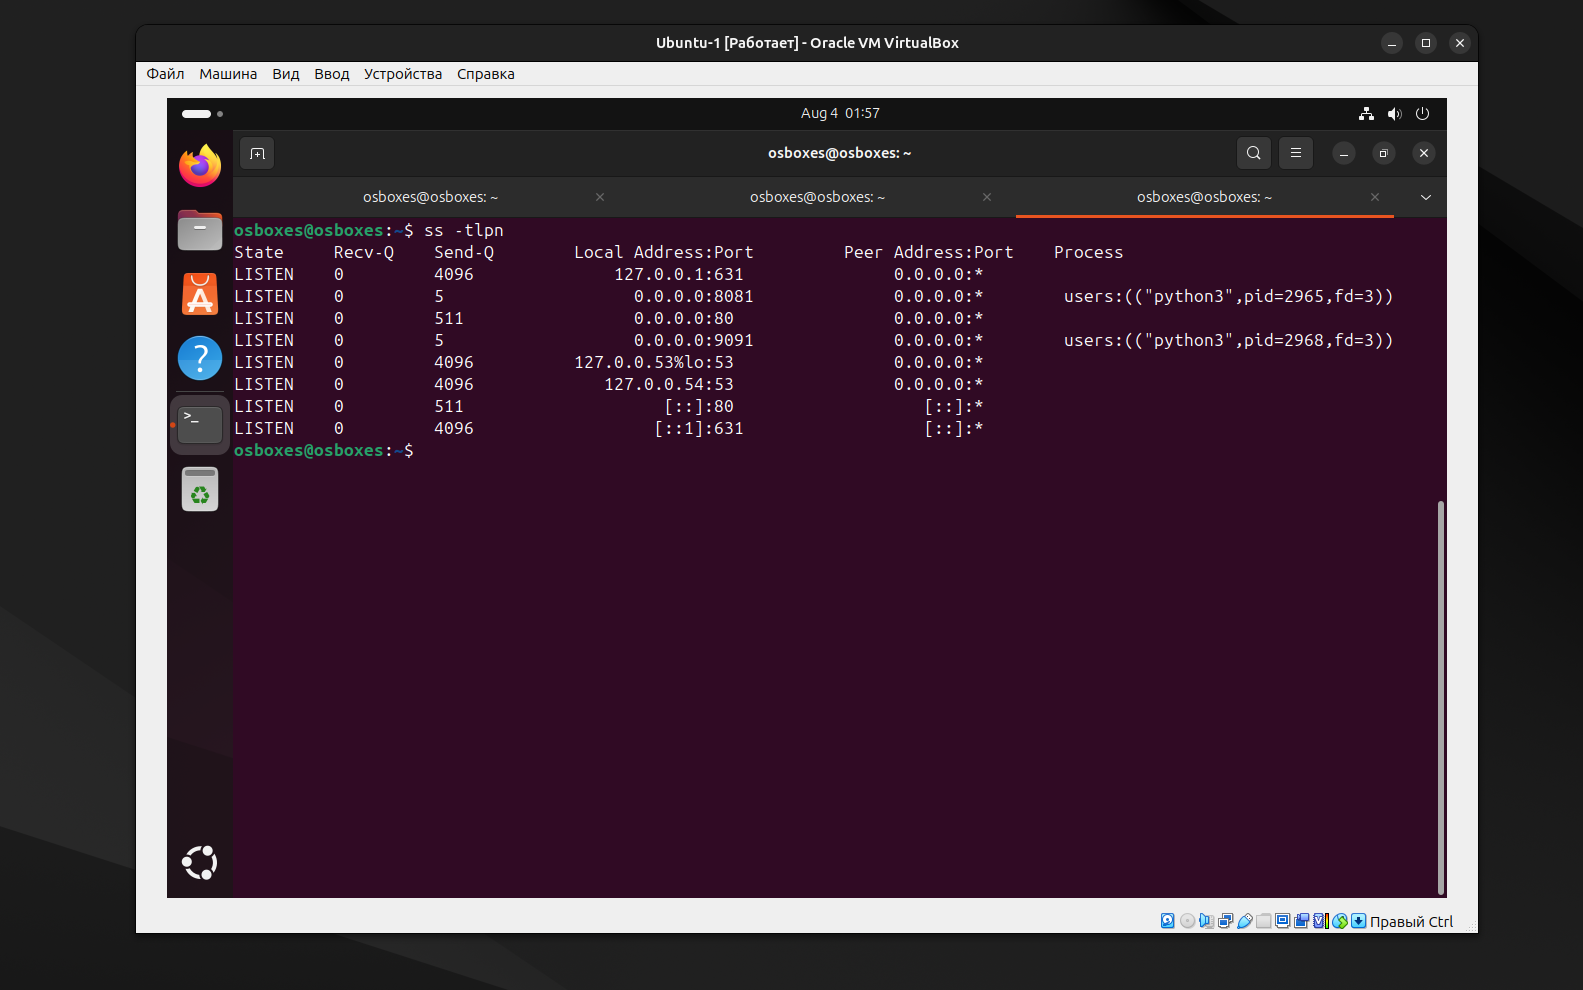 Ubuntu-1 [Работает] - Oracle VM VirtualBox
Файл Машина Вид Ввод Устройства Справка
Aug 4 01:57
osboxes@osboxes: ~
osboxes@osboxes: ~ osboxes@osboxes: ~ osboxes@osboxes: ~
osboxes@osboxes:~$ ss -tlpn
State Recv-Q Send-Q Local Address:Port Peer Address:Port Process
LISTEN 0 4096 127.0.0.1:631 0.0.0.0:*
LISTEN 0 5 0.0.0.0:8081 0.0.0.0:* users:(("python3",pid=2965,fd=3))
LISTEN 0 511 0.0.0.0:80 0.0.0.0:*
LISTEN 0 5 0.0.0.0:9091 0.0.0.0:* users:(("python3",pid=2968,fd=3))
LISTEN 0 4096 127.0.0.53%lo:53 0.0.0.0:*
LISTEN 0 4096 127.0.0.54:53 0.0.0.0:*
LISTEN 0 511 [::]:80 [::]:*
LISTEN 0 4096 [::1]:631 [::]:*
osboxes@osboxes:~$
Правый Ctrl